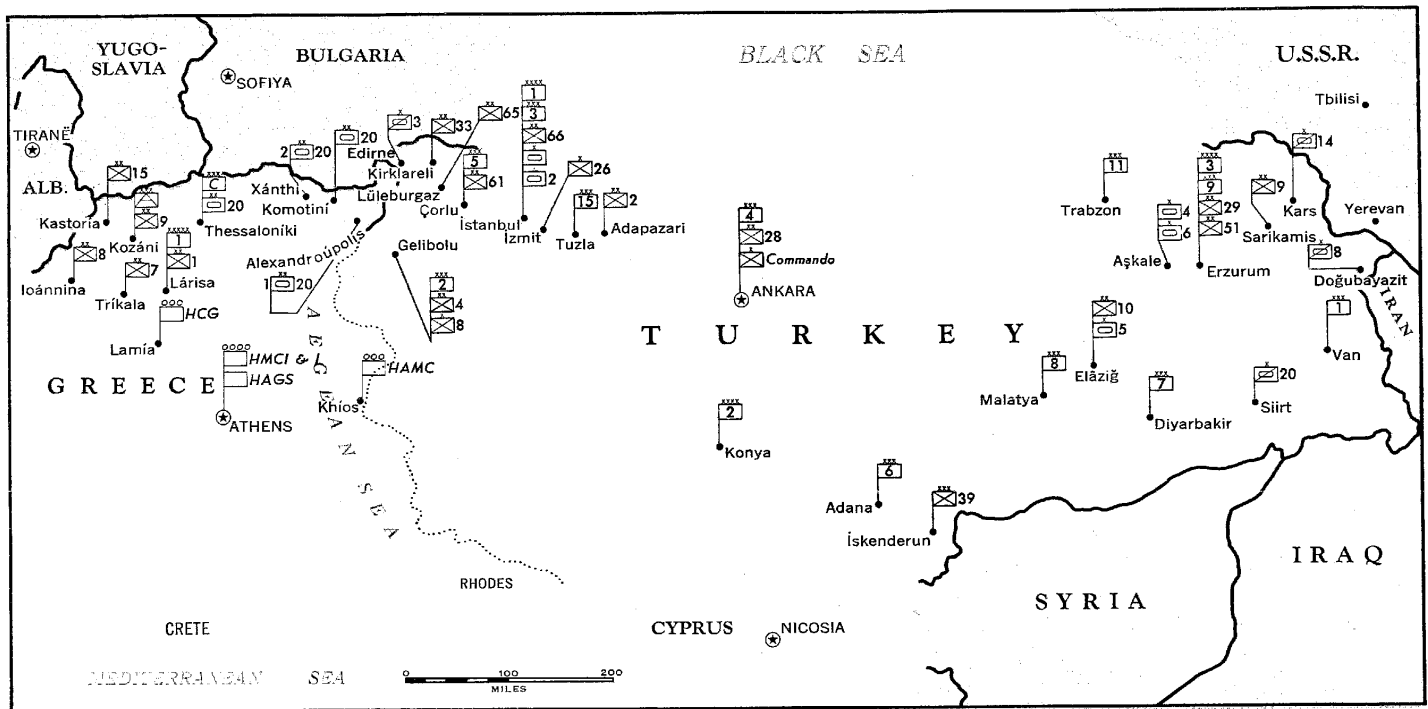 YUGO-
SLAVIA
BULGARIA
BLACK SEA
U.S.S.R.
SOFIYA
Tbilisi
TIRANË
ALB.
15
Kastoría
9
Kozáni
8
Ioánnina
7
Tríkala
1
1
Lárisa
HCG
Lamía
C
20
Thessaloníki
2 20
Xánthi
20
Komotini
3
Edirne
33
Kirklareli
65
Lüleburgaz
5
61
Çorlu
1
3
66
2
İstanbul
26
İzmit
15
Tuzla
2
Adapazari
Alexandroúpolis
1 20
Gelibolu
2
4
8
HMCI & I
HAGS
ATHENS
HAMC
Khíos
GREECE
AEGEAN SEA
4
28
Commando
ANKARA
TURKEY
2
Konya
6
Adana
39
İskenderun
11
Trabzon
4
6
Aşkale
3
9
29
51
Erzurum
9
Sarikamis
14
Kars
Yerevan
8
Doğubayazit
IRAN
1
Van
10
5
Elâziğ
8
Malatya
7
Diyarbakir
20
Siirt
SYRIA
IRAQ
RHODES
CRETE
CYPRUS
NICOSIA
MEDITERRANEAN SEA
0 100 200
MILES